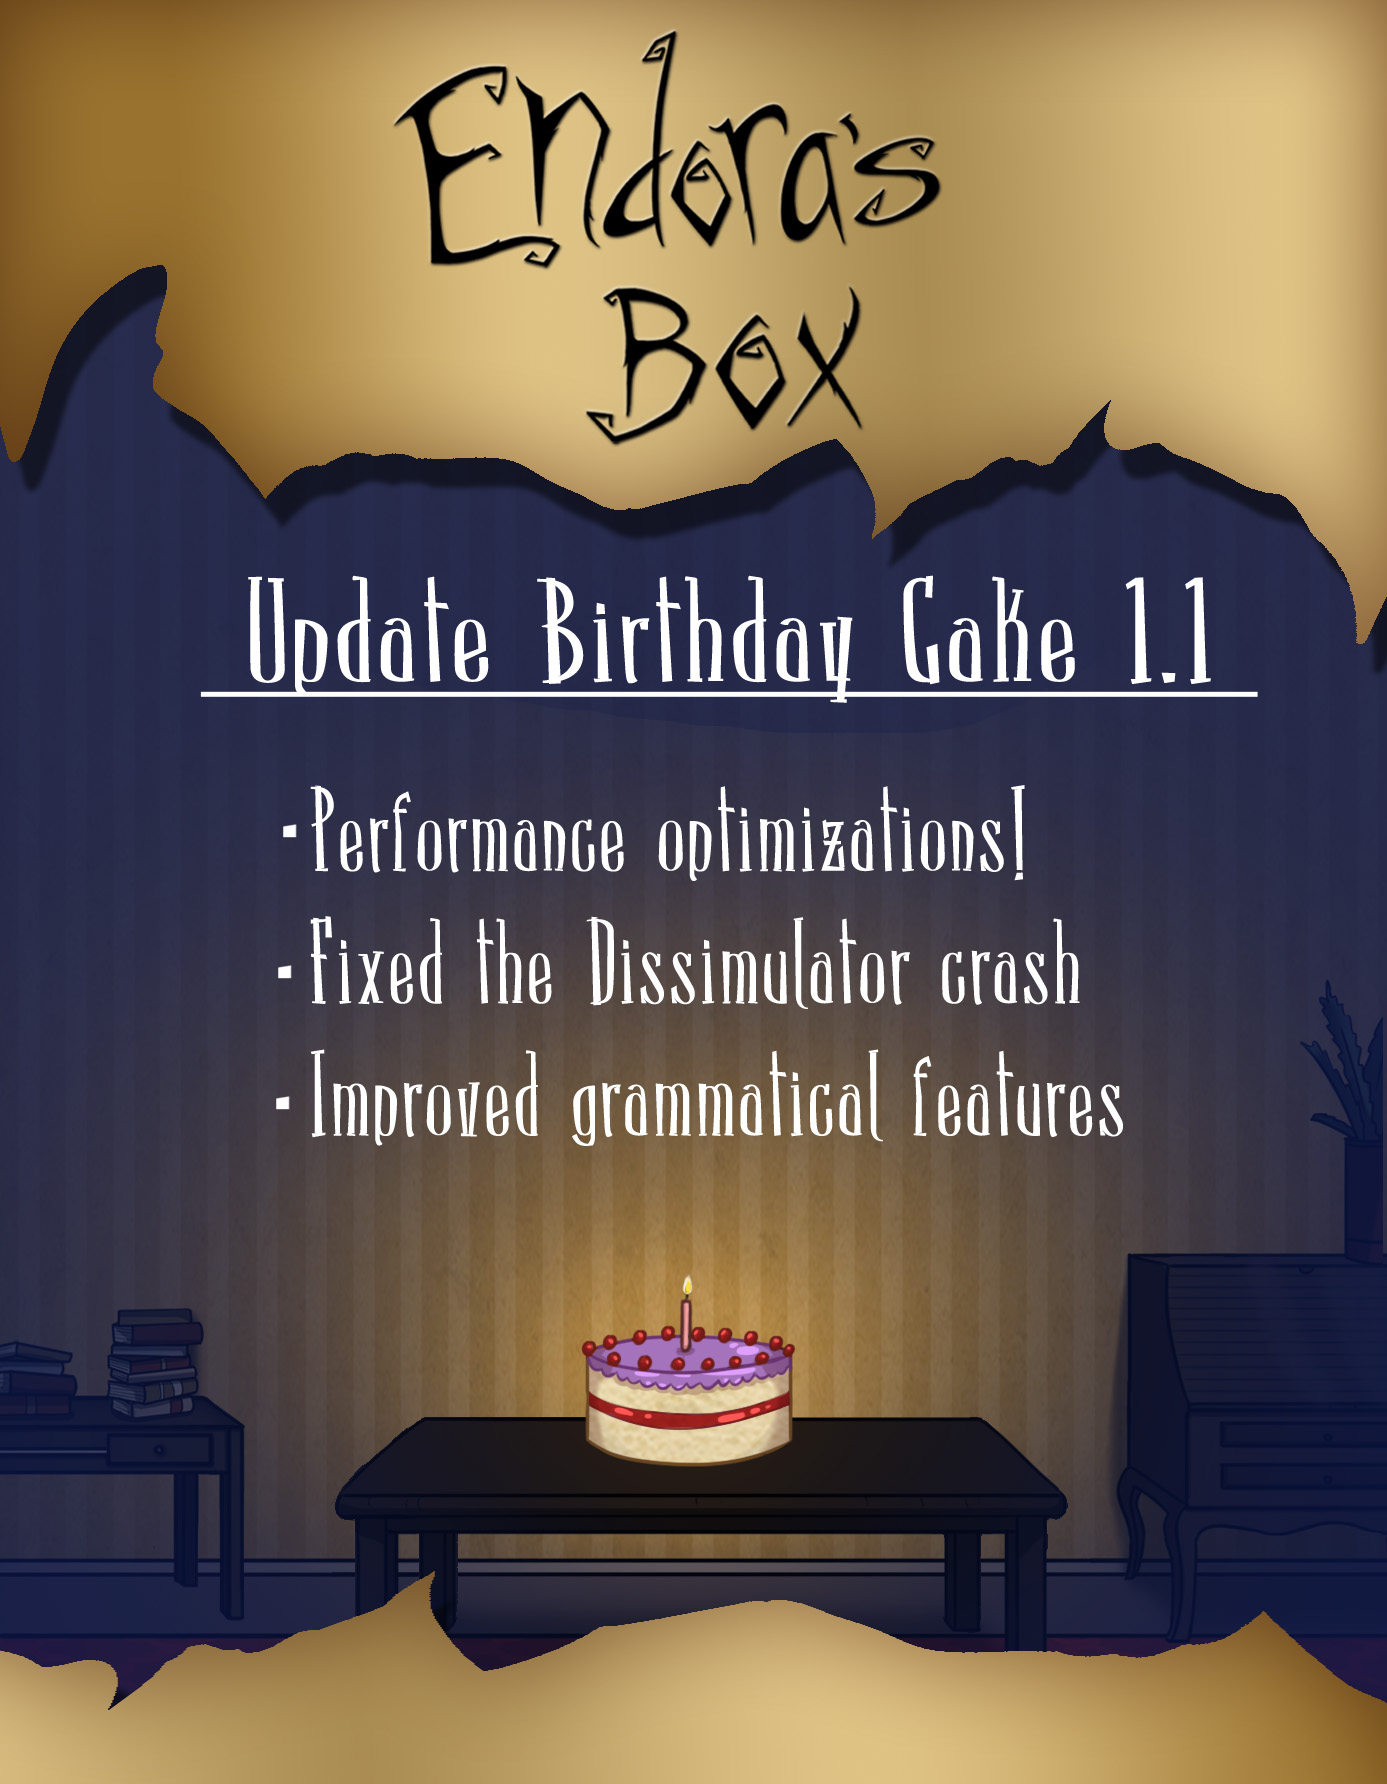 Endora's
Box
Update Birthday Cake 1.1
-Performance optimizations!
-Fixed the Dissimulator crash
-Improved grammatical features